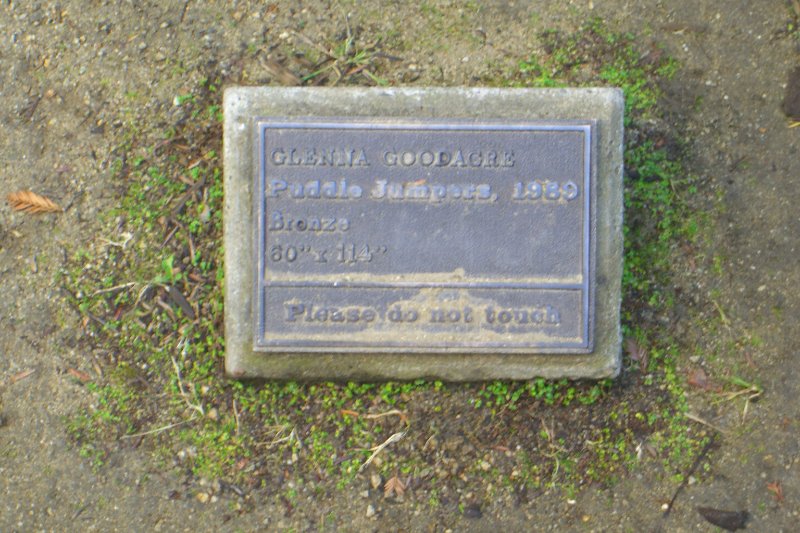 GLENNA GOODACRE
Puddle Jumpers, 1989
Bronze
60" x 114"
Please do not touch